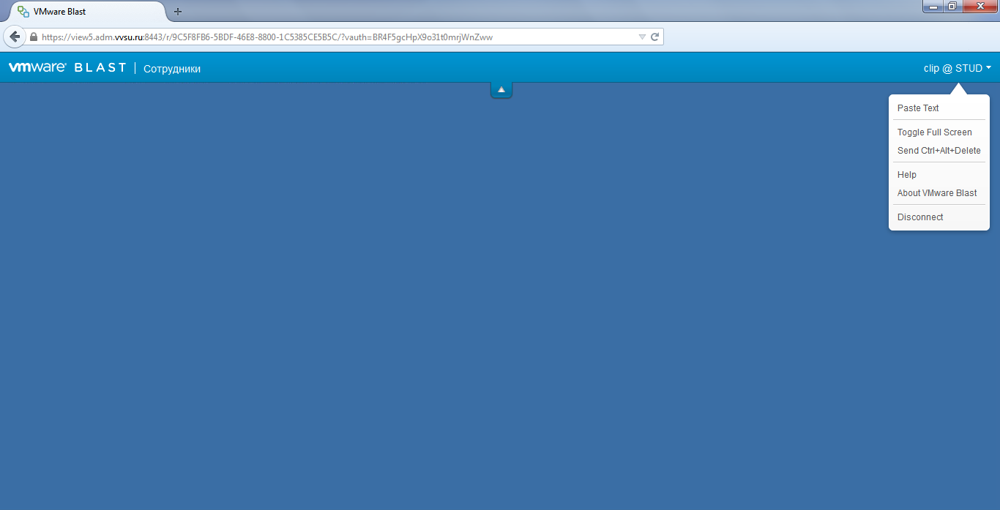 VMware Blast
https://view5.adm.vvsu.ru:8443/r/9C5F8FB6-5BDF-46E8-8800-1C5385CE5B5C/?vauth=BR4F5gcHpX9o31t0mrjWnZww
vmware BLAST | Сотрудники
clip @ STUD
Paste Text
Toggle Full Screen
Send Ctrl+Alt+Delete
Help
About VMware Blast
Disconnect